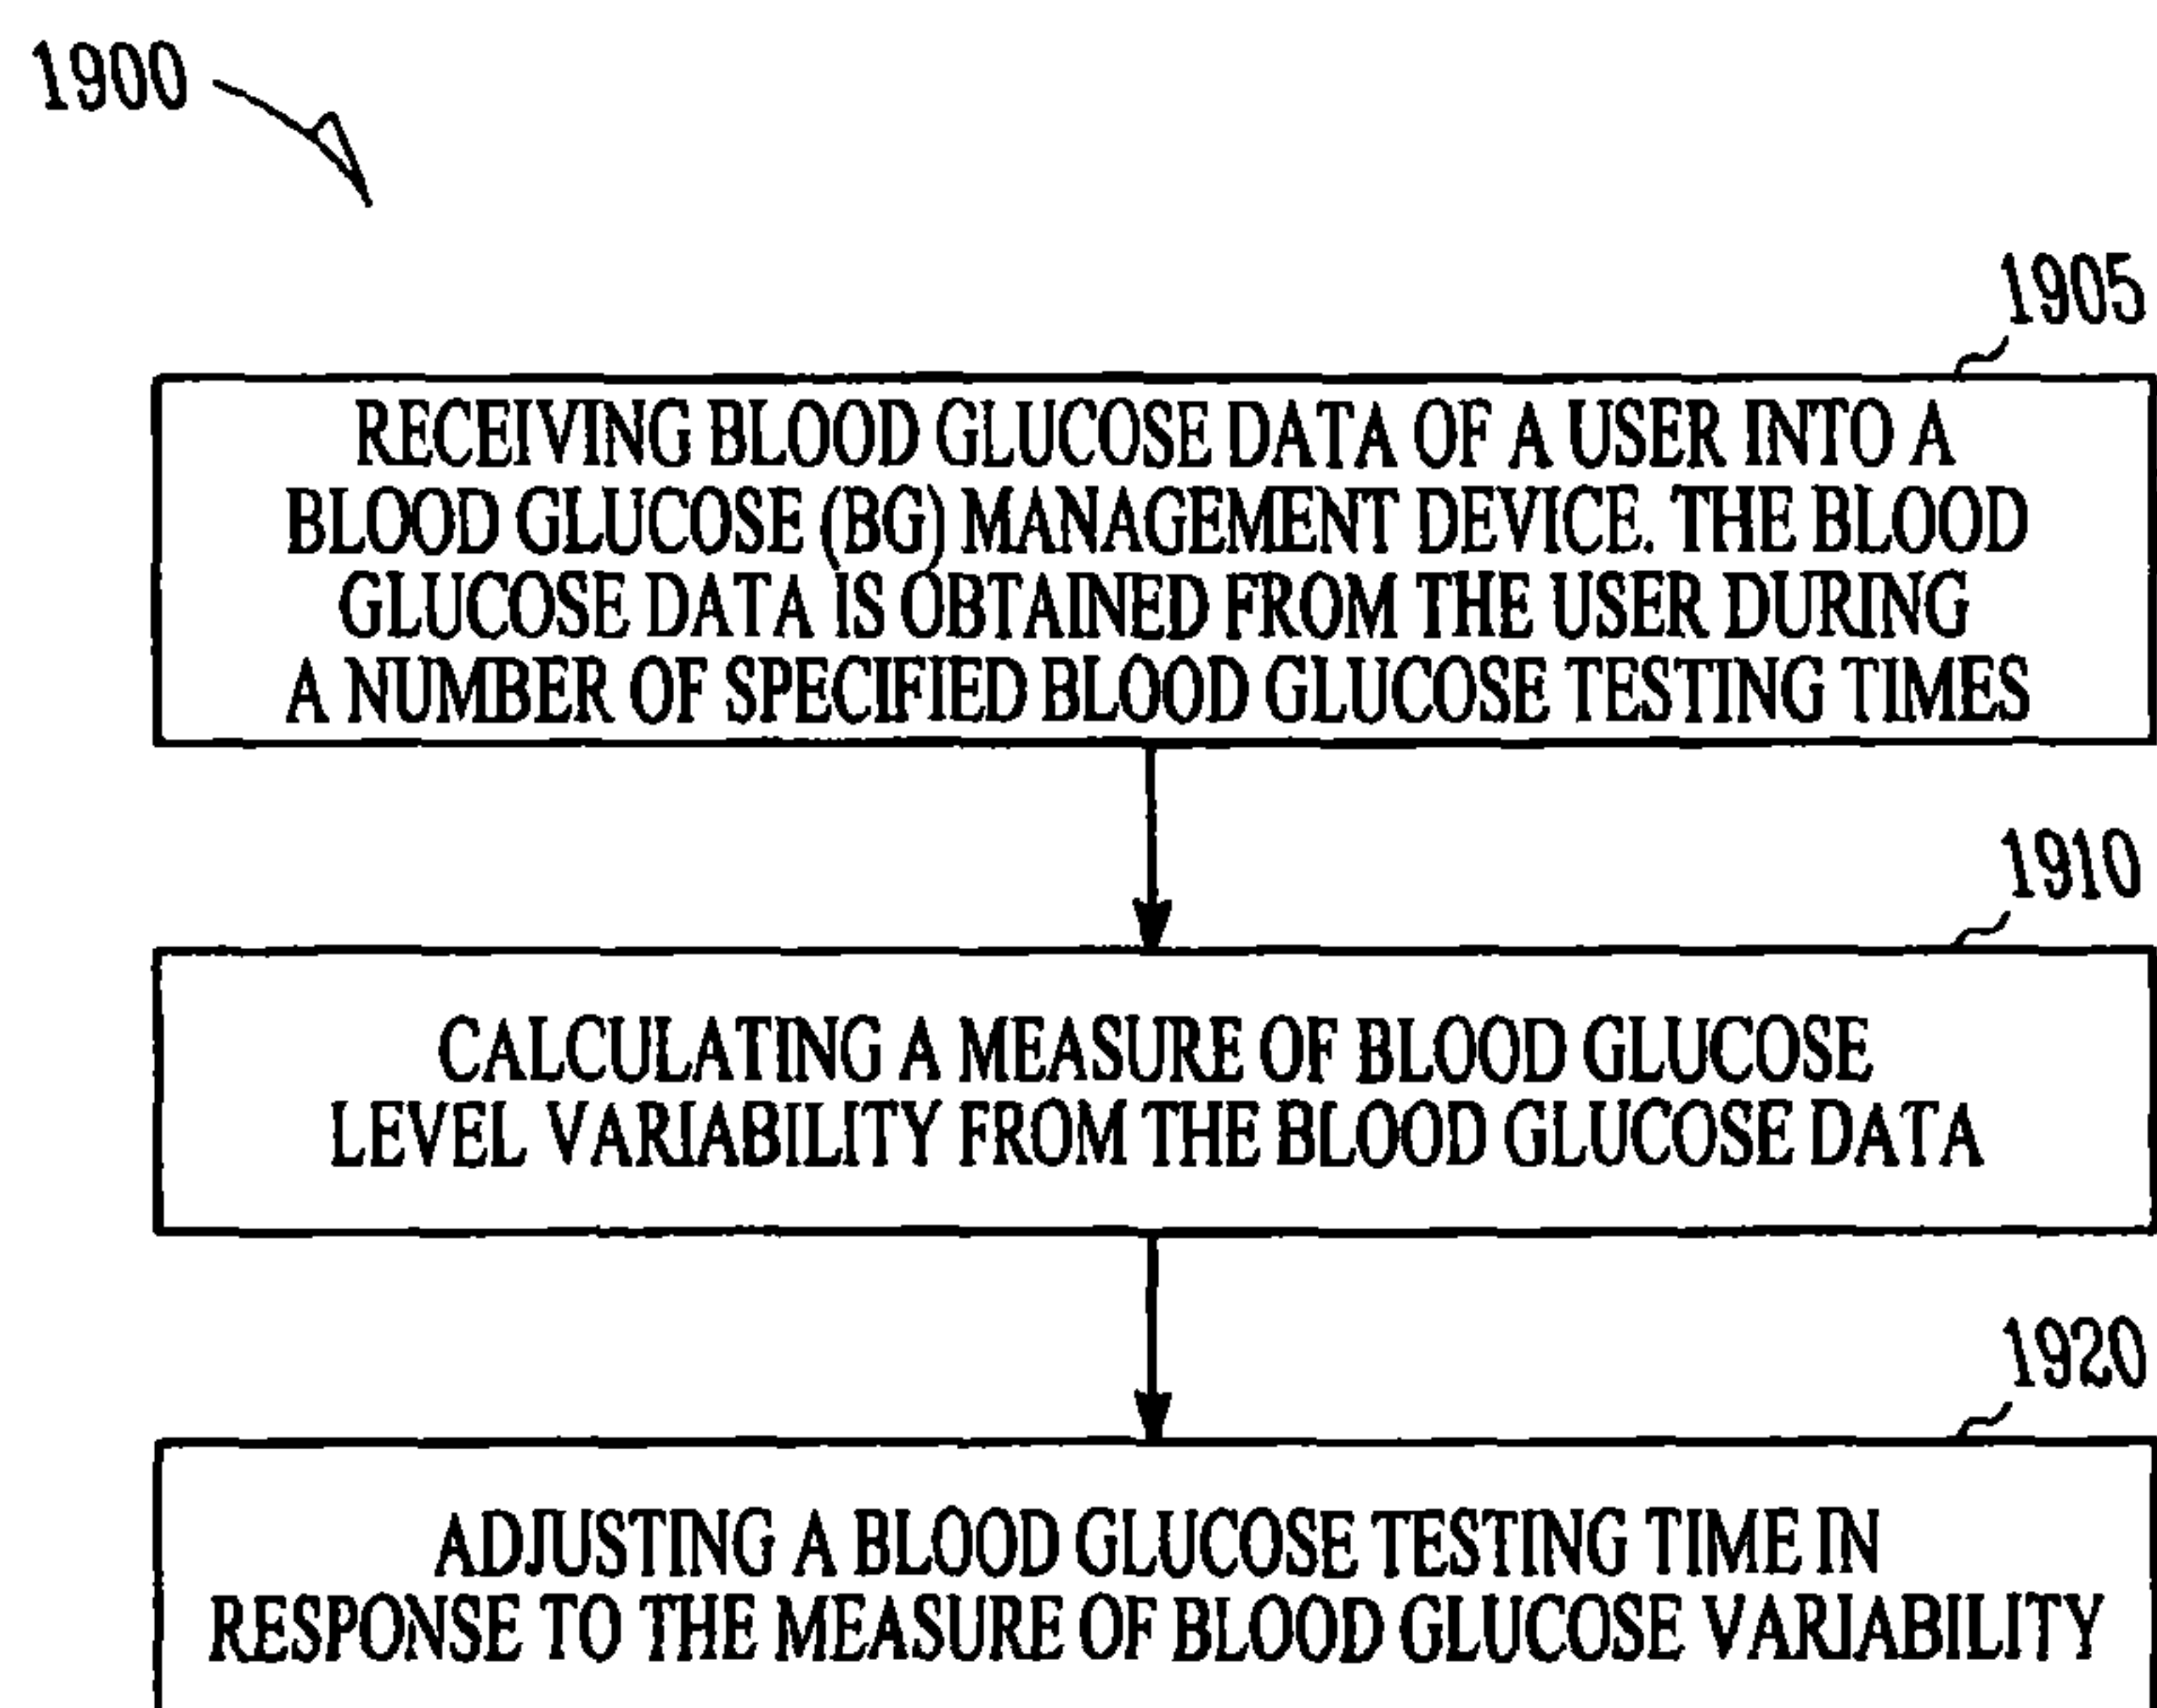 1900
1905
RECEIVING BLOOD GLUCOSE DATA OF A USER INTO A
BLOOD GLUCOSE (BG) MANAGEMENT DEVICE. THE BLOOD
GLUCOSE DATA IS OBTAINED FROM THE USER DURING
A NUMBER OF SPECIFIED BLOOD GLUCOSE TESTING TIMES
1910
CALCULATING A MEASURE OF BLOOD GLUCOSE
LEVEL VARIABILITY FROM THE BLOOD GLUCOSE DATA
1920
ADJUSTING A BLOOD GLUCOSE TESTING TIME IN
RESPONSE TO THE MEASURE OF BLOOD GLUCOSE VARIABILITY